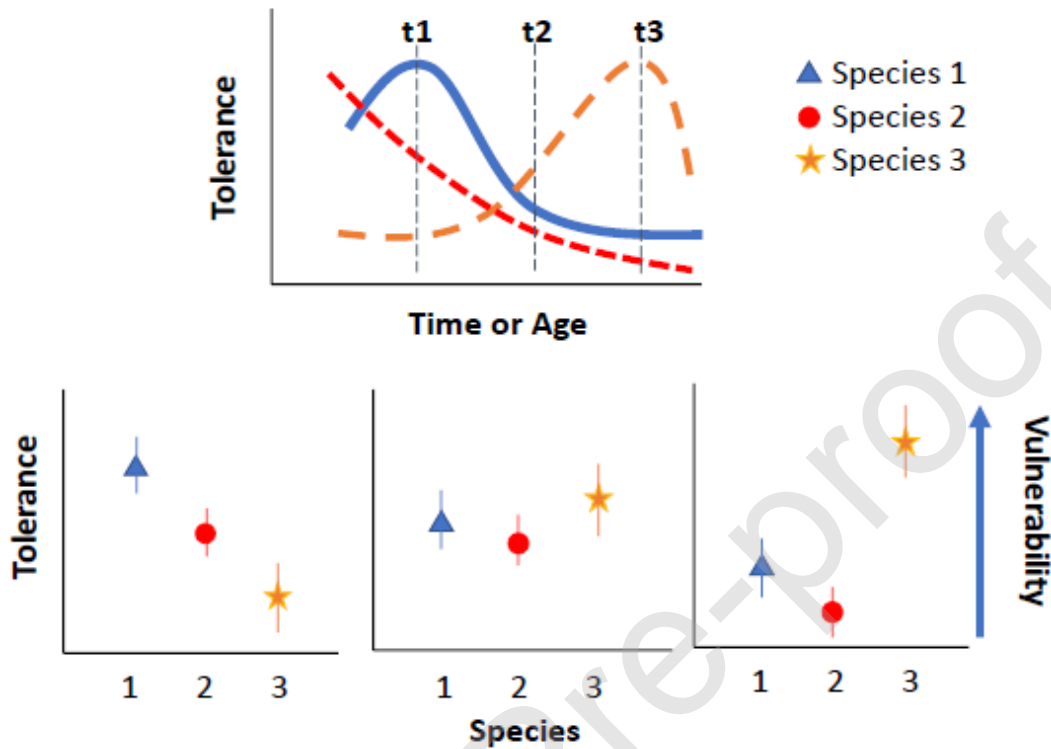 t1 t2 t3
Tolerance
Time or Age
Species 1
Species 2
Species 3
Tolerance
1 2 3
1 2 3
1 2 3
Species
Vulnerability
pre-proof